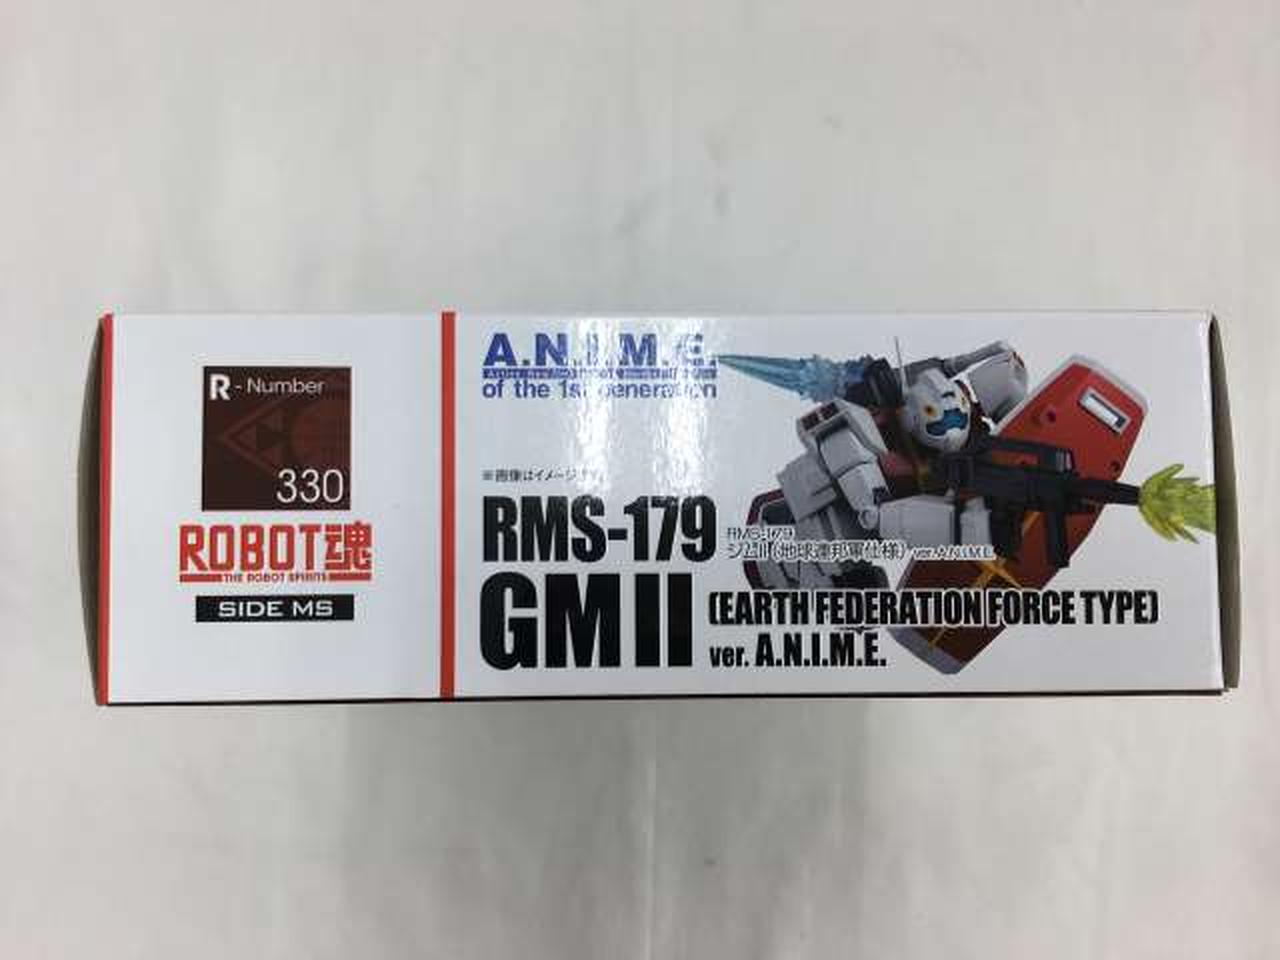 R - Number
330
ROBOT魂
THE ROBOT SPIRITS
SIDE MS
A.N.I.M.E.
of the 1st generation
※画像はイメージ
RMS-179
RMS-179
ジムII(地球連邦軍仕様) ver. A.N.I.M.E.
GM II
(EARTH FEDERATION FORCE TYPE)
ver. A.N.I.M.E.